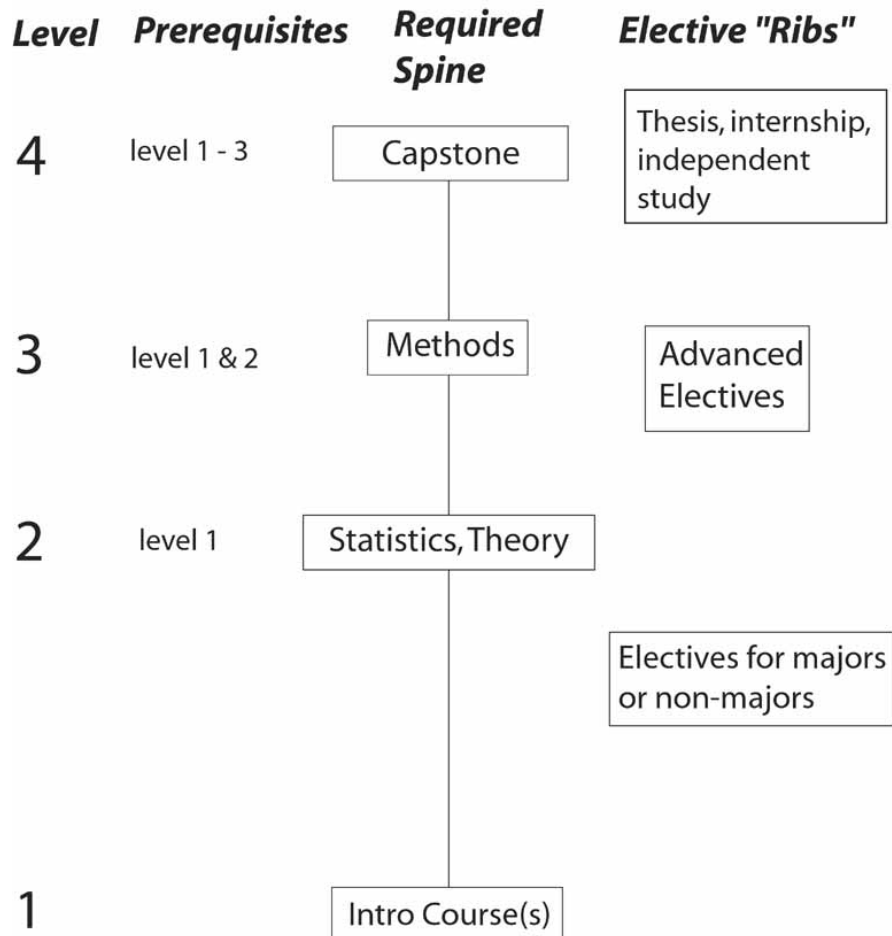 Level Prerequisites Required Spine Elective "Ribs"
4 level 1 - 3 Capstone Thesis, internship,
independent
study
3 level 1 & 2 Methods Advanced
Electives
2 level 1 Statistics, Theory
Electives for majors
or non-majors
1 Intro Course(s)